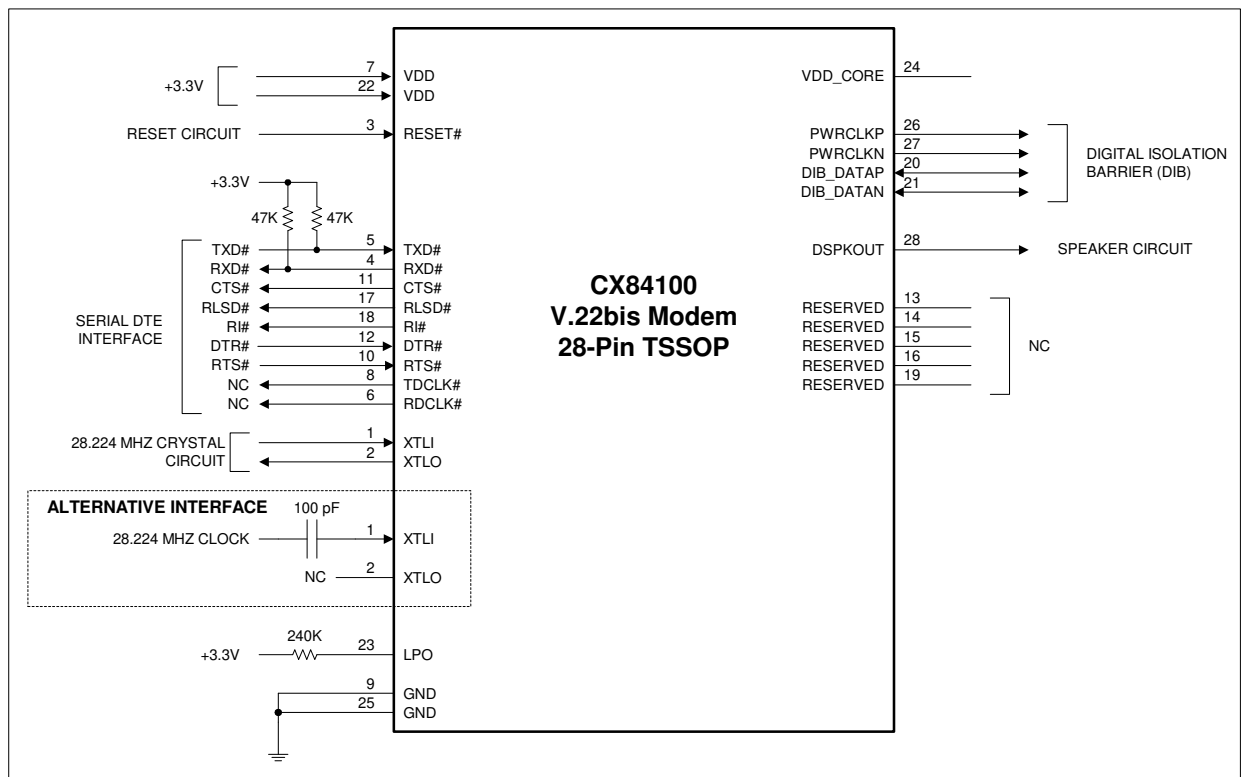 +3.3V
7 VDD
22 VDD
RESET CIRCUIT 3 RESET#
+3.3V
47K 47K
SERIAL DTE
INTERFACE
TXD# 5 TXD#
RXD# 4 RXD#
CTS# 11 CTS#
RLSD# 17 RLSD#
RI# 18 RI#
DTR# 12 DTR#
RTS# 10 RTS#
NC 8 TDCLK#
NC 6 RDCLK#
28.224 MHZ CRYSTAL
CIRCUIT
1 XTLI
2 XTLO
ALTERNATIVE INTERFACE
100 pF
28.224 MHZ CLOCK 1 XTLI
NC 2 XTLO
240K
+3.3V 23 LPO
9 GND
25 GND
CX84100
V.22bis Modem
28-Pin TSSOP
VDD_CORE 24
PWRCLKP 26
PWRCLKN 27
DIB_DATAP 20
DIB_DATAN 21
DIGITAL ISOLATION
BARRIER (DIB)
DSPKOUT 28 SPEAKER CIRCUIT
RESERVED 13
RESERVED 14
RESERVED 15
RESERVED 16
RESERVED 19
NC